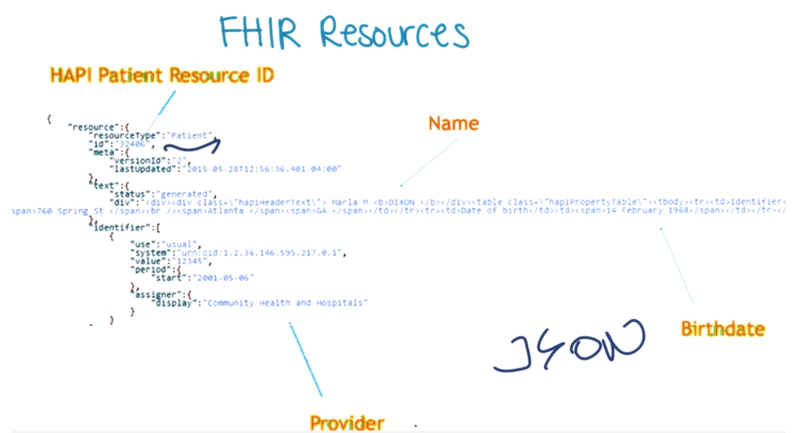 FHIR Resources
HAPI Patient Resource ID
Name
{
"resource":{
"resourceType":"Patient",
"id":"32406",
"meta":{
"versionId":"2",
"lastUpdated":"2015-05-28T12:56:36.401-04:00"
},
"text":{
"status":"generated",
"div":"<div><div class=\"hapiHeaderText\"> Marla M <b>DIXON </b></div><table class=\"hapiPropertyTable\"><tbody><tr><td>Identifier<
span>760 Spring St </span><br /><span>Atlanta </span><span>GA </span></td></tr><tr><td>Date of birth</td><td><span>14 February 1968</span></td></tr></
},
"identifier":[
{
"use":"usual",
"system":"urn:oid:1.2.36.146.595.217.0.1",
"value":"12345",
"period":{
"start":"2001-05-06"
},
"assigner":{
"display":"Community Health and Hospitals"
}
}
JSON
Birthdate
Provider